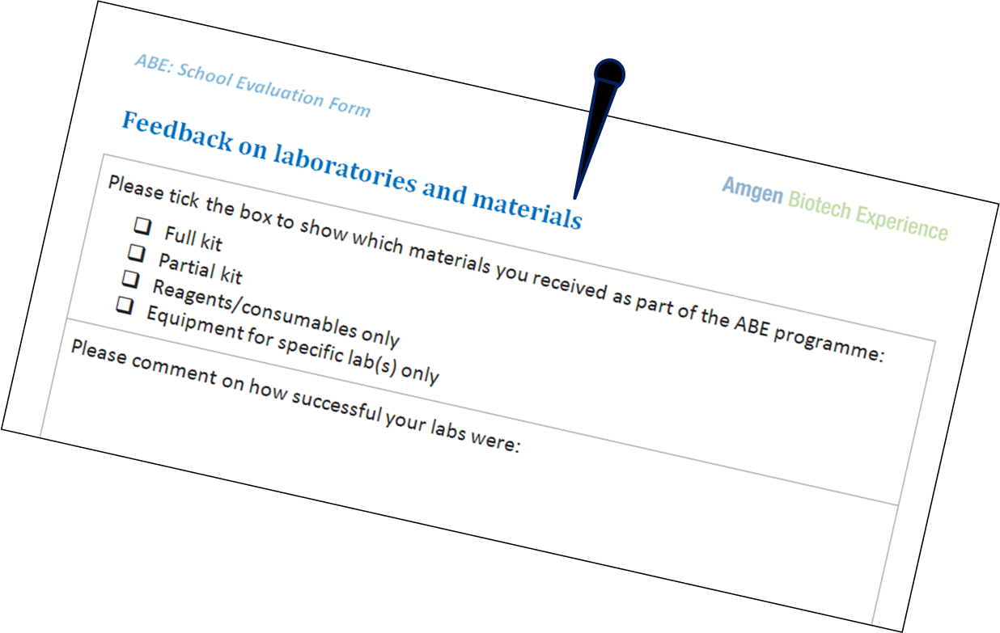 ABE: School Evaluation Form
Feedback on laboratories and materials
Amgen Biotech Experience
Please tick the box to show which materials you received as part of the ABE programme:
❑ Full kit
❑ Partial kit
❑ Reagents/consumables only
❑ Equipment for specific lab(s) only
Please comment on how successful your labs were: